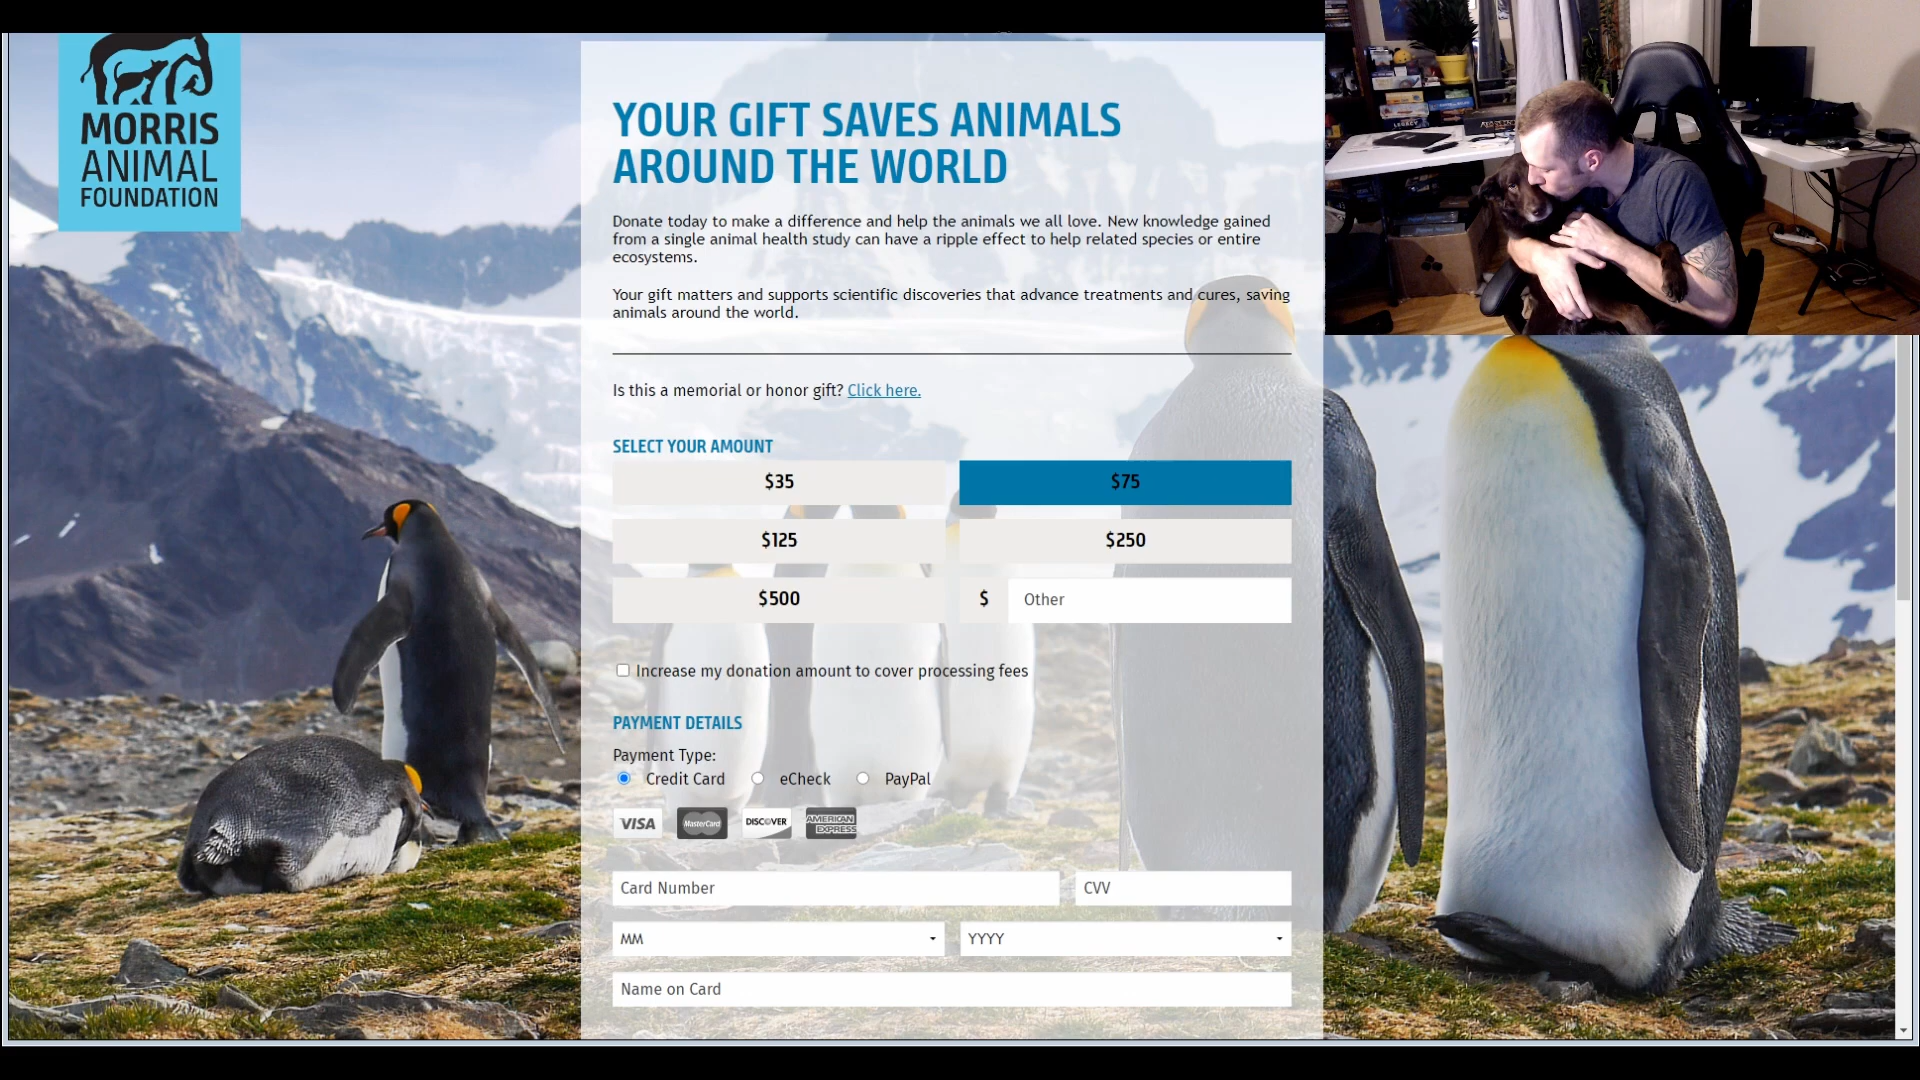 MORRIS
ANIMAL
FOUNDATION
YOUR GIFT SAVES ANIMALS
AROUND THE WORLD
Donate today to make a difference and help the animals we all love. New knowledge gained
from a single animal health study can have a ripple effect to help related species or entire
ecosystems.
Your gift matters and supports scientific discoveries that advance treatments and cures, saving
animals around the world.
Is this a memorial or honor gift? Click here.
SELECT YOUR AMOUNT
$35
$75
$125
$250
$500
$ Other
Increase my donation amount to cover processing fees
PAYMENT DETAILS
Payment Type:
Credit Card eCheck PayPal
VISA MasterCard DISCOVER AMERICAN EXPRESS
Card Number
CVV
MM
YYYY
Name on Card
LEGACY